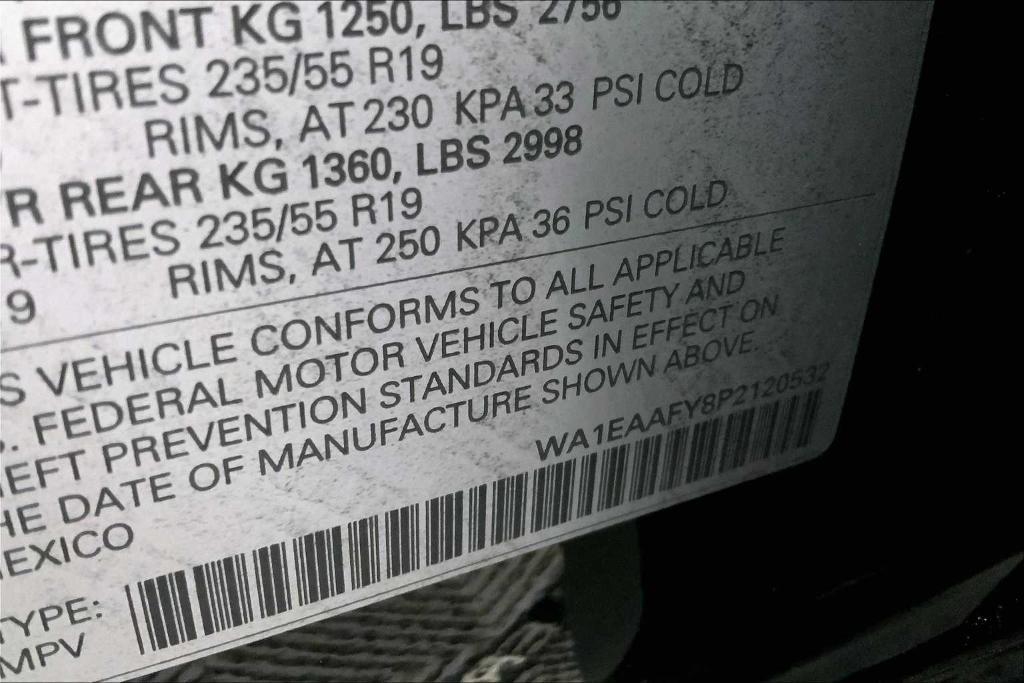 FRONT KG 1250, LBS 2756
T-TIRES 235/55 R19
RIMS, AT 230 KPA 33 PSI COLD
R REAR KG 1360, LBS 2998
R-TIRES 235/55 R19
RIMS, AT 250 KPA 36 PSI COLD
9
S VEHICLE CONFORMS TO ALL APPLICABLE
. FEDERAL MOTOR VEHICLE SAFETY AND
EFT PREVENTION STANDARDS IN EFFECT ON
HE DATE OF MANUFACTURE SHOWN ABOVE.
EXICO
WA1EAAFY8P2120532
TYPE:
MPV